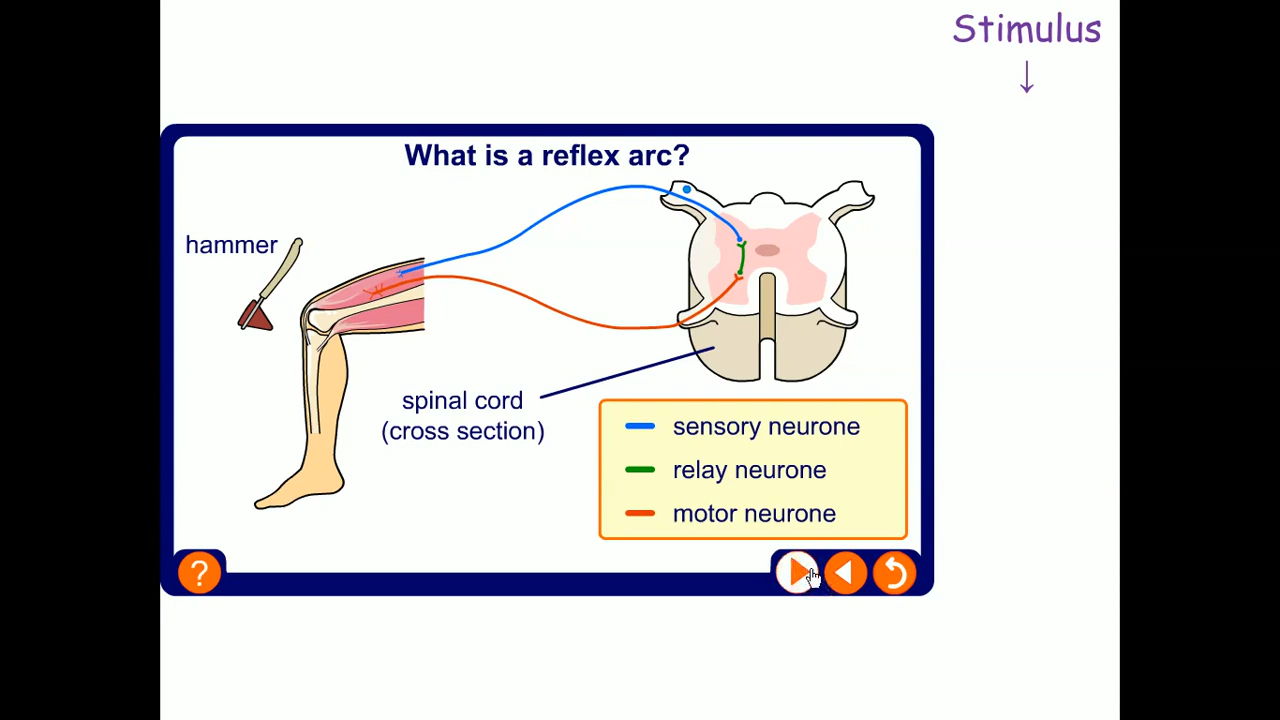 Stimulus
↓
What is a reflex arc?
hammer
spinal cord
(cross section)
sensory neurone
relay neurone
motor neurone
?